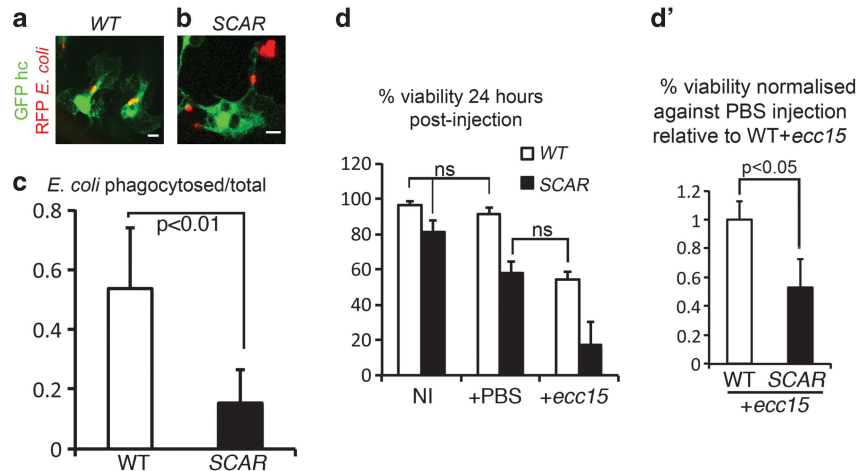 a WT
b SCAR
GFP hc
RFP E. coli
c E. coli phagocytosed/total
0.8
0.6
0.4
0.2
0
p<0.01
WT SCAR
d
% viability 24 hours
post-injection
WT
SCAR
120
100
80
60
40
20
0
ns
ns
NI +PBS +ecc15
d’
% viability normalised
against PBS injection
relative to WT+ecc15
p<0.05
1.2
1
0.8
0.6
0.4
0.2
0
WT SCAR
+ecc15